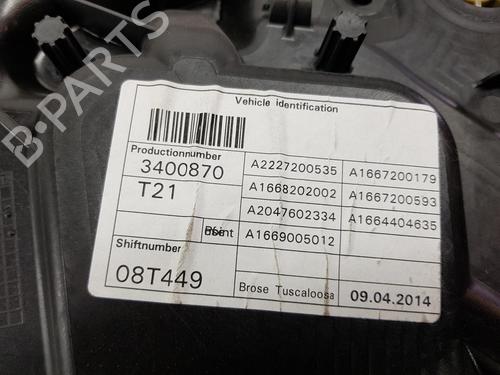 B-PARTS
Vehicle identification
Productionnumber
3400870
T21
Shiftnumber
08T449
A2227200535 A1667200179
A1668202002 A1667200593
A2047602334 A1664404635
A1669005012
Brose Tuscaloosa 09.04.2014